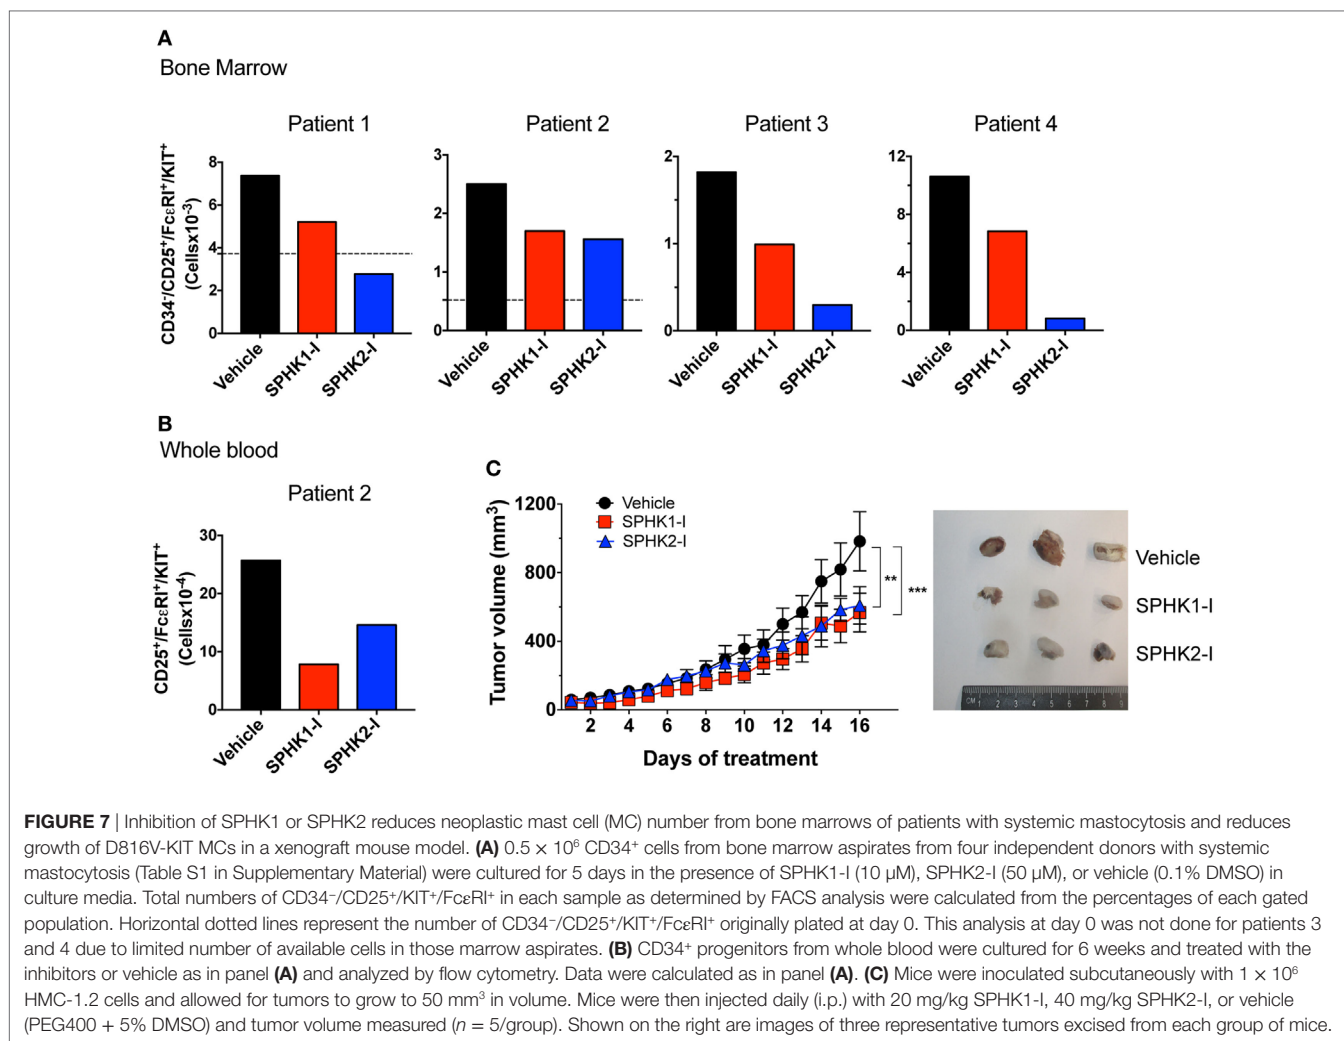 A
Bone Marrow
Patient 1
Patient 2
Patient 3
Patient 4
CD34-/CD25+/FcεRI+/KIT+
(Cellsx10-3)
8
6
4
2
0
Vehicle
SPHK1-I
SPHK2-I
3
2
1
0
Vehicle
SPHK1-I
SPHK2-I
2
1
0
Vehicle
SPHK1-I
SPHK2-I
12
8
4
0
Vehicle
SPHK1-I
SPHK2-I
B
Whole blood
Patient 2
CD25+/FcεRI+/KIT+
(Cellsx10-4)
30
20
10
0
Vehicle
SPHK1-I
SPHK2-I
C
Tumor volume (mm³)
1200
800
400
0
Vehicle
SPHK1-I
SPHK2-I
**
***
2 4 6 8 10 12 14 16
Days of treatment
Vehicle
SPHK1-I
SPHK2-I
CM 1 2 3 4 5 6 7 8 9
FIGURE 7 | Inhibition of SPHK1 or SPHK2 reduces neoplastic mast cell (MC) number from bone marrows of patients with systemic mastocytosis and reduces
growth of D816V-KIT MCs in a xenograft mouse model. (A) 0.5 × 10⁶ CD34⁺ cells from bone marrow aspirates from four independent donors with systemic
mastocytosis (Table S1 in Supplementary Material) were cultured for 5 days in the presence of SPHK1-I (10 µM), SPHK2-I (50 µM), or vehicle (0.1% DMSO) in
culture media. Total numbers of CD34⁻/CD25⁺/KIT⁺/FcεRI⁺ in each sample as determined by FACS analysis were calculated from the percentages of each gated
population. Horizontal dotted lines represent the number of CD34⁻/CD25⁺/KIT⁺/FcεRI⁺ originally plated at day 0. This analysis at day 0 was not done for patients 3
and 4 due to limited number of available cells in those marrow aspirates. (B) CD34⁺ progenitors from whole blood were cultured for 6 weeks and treated with the
inhibitors or vehicle as in panel (A) and analyzed by flow cytometry. Data were calculated as in panel (A). (C) Mice were inoculated subcutaneously with 1 × 10⁶
HMC-1.2 cells and allowed for tumors to grow to 50 mm³ in volume. Mice were then injected daily (i.p.) with 20 mg/kg SPHK1-I, 40 mg/kg SPHK2-I, or vehicle
(PEG400 + 5% DMSO) and tumor volume measured (n = 5/group). Shown on the right are images of three representative tumors excised from each group of mice.